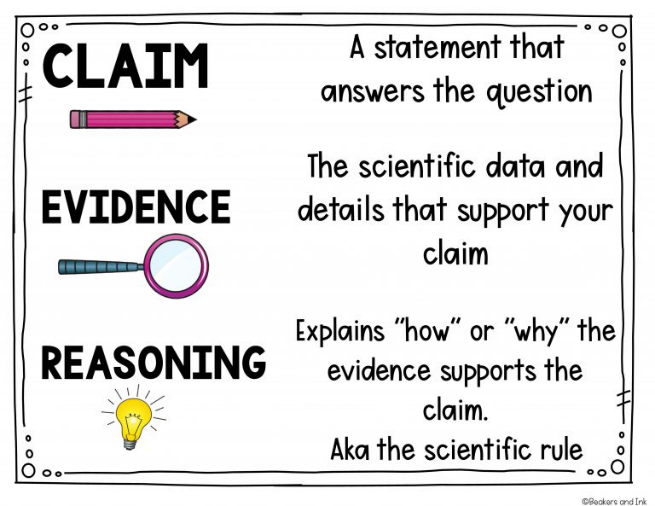 CLAIM
A statement that
answers the question
EVIDENCE
The scientific data and
details that support your
claim
REASONING
Explains "how" or "why" the
evidence supports the
claim.
Aka the scientific rule
©Beakers and Ink